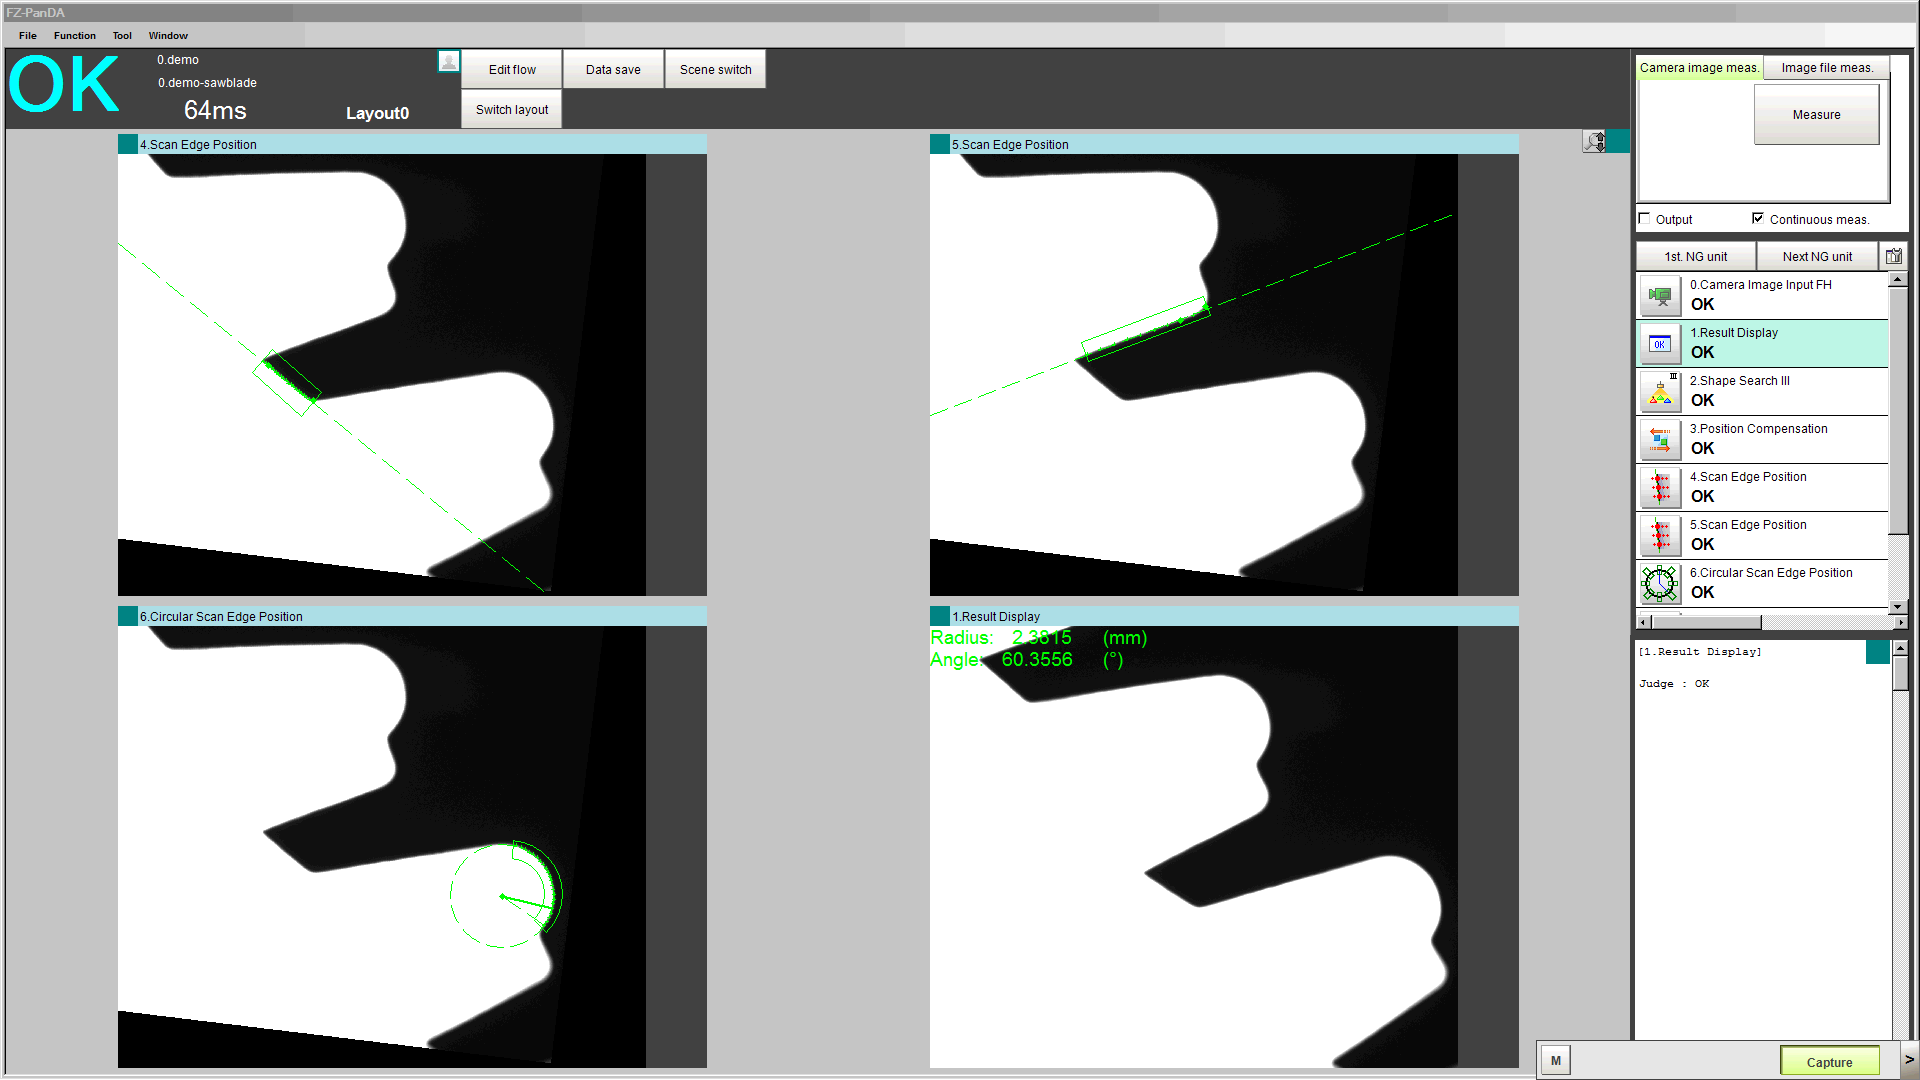 FZ-PanDA
File Function Tool Window
OK
0.demo
0.demo-sawblade
64ms
Layout0
Edit flow
Data save
Scene switch
Switch layout
4.Scan Edge Position
5.Scan Edge Position
6.Circular Scan Edge Position
1.Result Display
Radius: 2.3815 (mm)
Angle: 60.3556 (°)
Camera image meas.
Image file meas.
Measure
Output
Continuous meas.
1st. NG unit
Next NG unit
0.Camera Image Input FH
OK
OK
1.Result Display
OK
III
2.Shape Search III
OK
3.Position Compensation
OK
4.Scan Edge Position
OK
5.Scan Edge Position
OK
6.Circular Scan Edge Position
OK
[1.Result Display]
Judge : OK
M
Capture
>